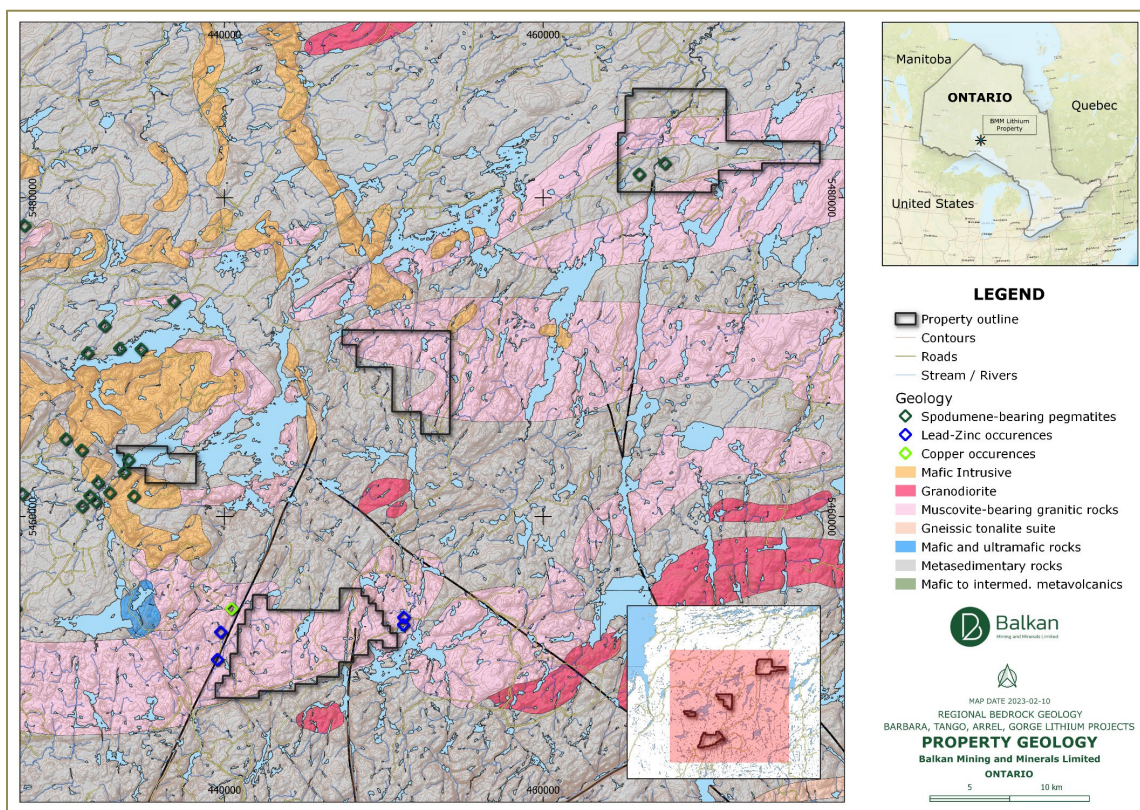 440000
460000
5480000
5480000
5460000
5460000
440000
460000
Manitoba
ONTARIO
Quebec
BMM Lithium
Property
United States
LEGEND
Property outline
Contours
Roads
Stream / Rivers
Geology
Spodumene-bearing pegmatites
Lead-Zinc occurences
Copper occurences
Mafic Intrusive
Granodiorite
Muscovite-bearing granitic rocks
Gneissic tonalite suite
Mafic and ultramafic rocks
Metasedimentary rocks
Mafic to intermed. metavolcanics
Balkan
Mining and Minerals Limited
MAP DATE 2023-02-10
REGIONAL BEDROCK GEOLOGY
BARBARA, TANGO, ARREL, GORGE LITHIUM PROJECTS
PROPERTY GEOLOGY
Balkan Mining and Minerals Limited
ONTARIO
5 10 km